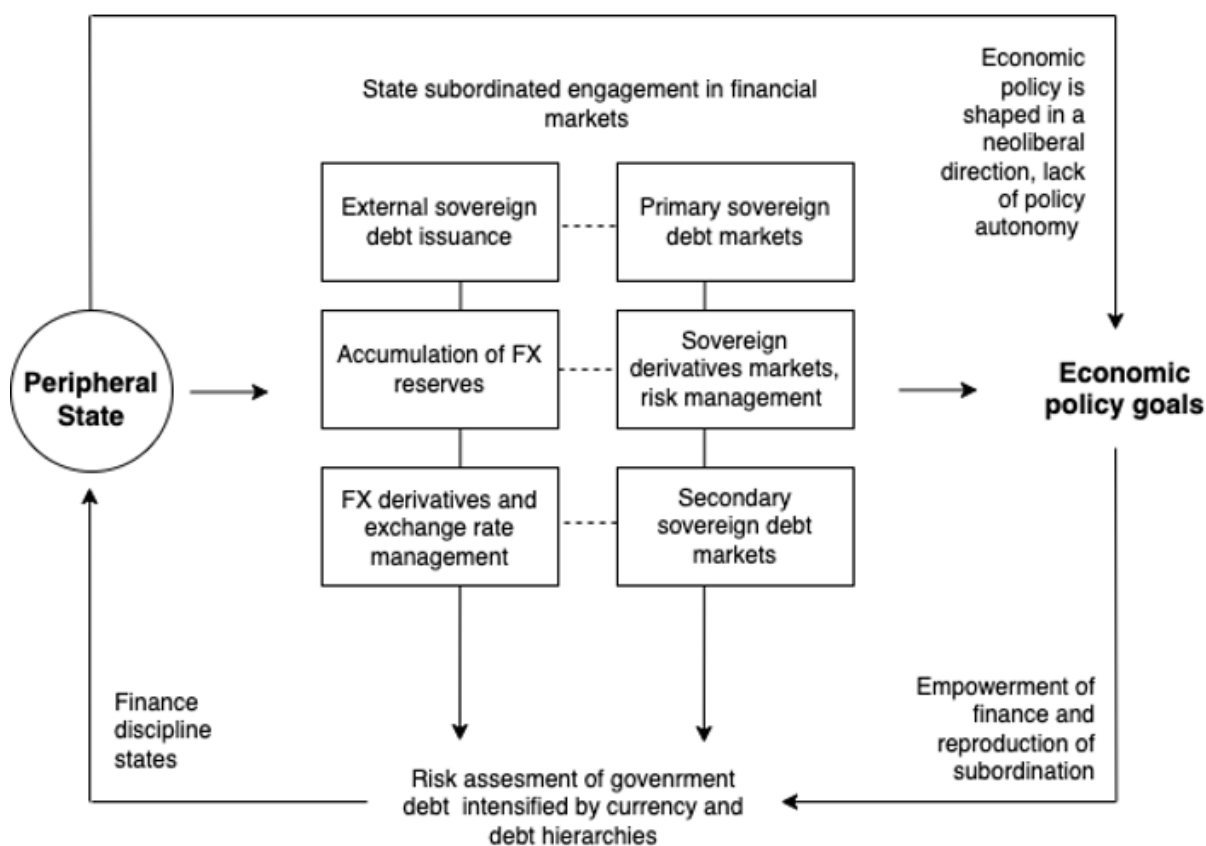 State subordinated engagement in financial
markets
Economic
policy is
shaped in a
neoliberal
direction, lack
of policy
autonomy
External sovereign
debt issuance
Primary sovereign
debt markets
Peripheral
State
Accumulation of FX
reserves
Sovereign
derivatives markets,
risk management
Economic
policy goals
FX derivatives and
exchange rate
management
Secondary
sovereign debt
markets
Finance
discipline
states
Empowerment of
finance and
reproduction of
subordination
Risk assesment of govenrment
debt intensified by currency and
debt hierarchies